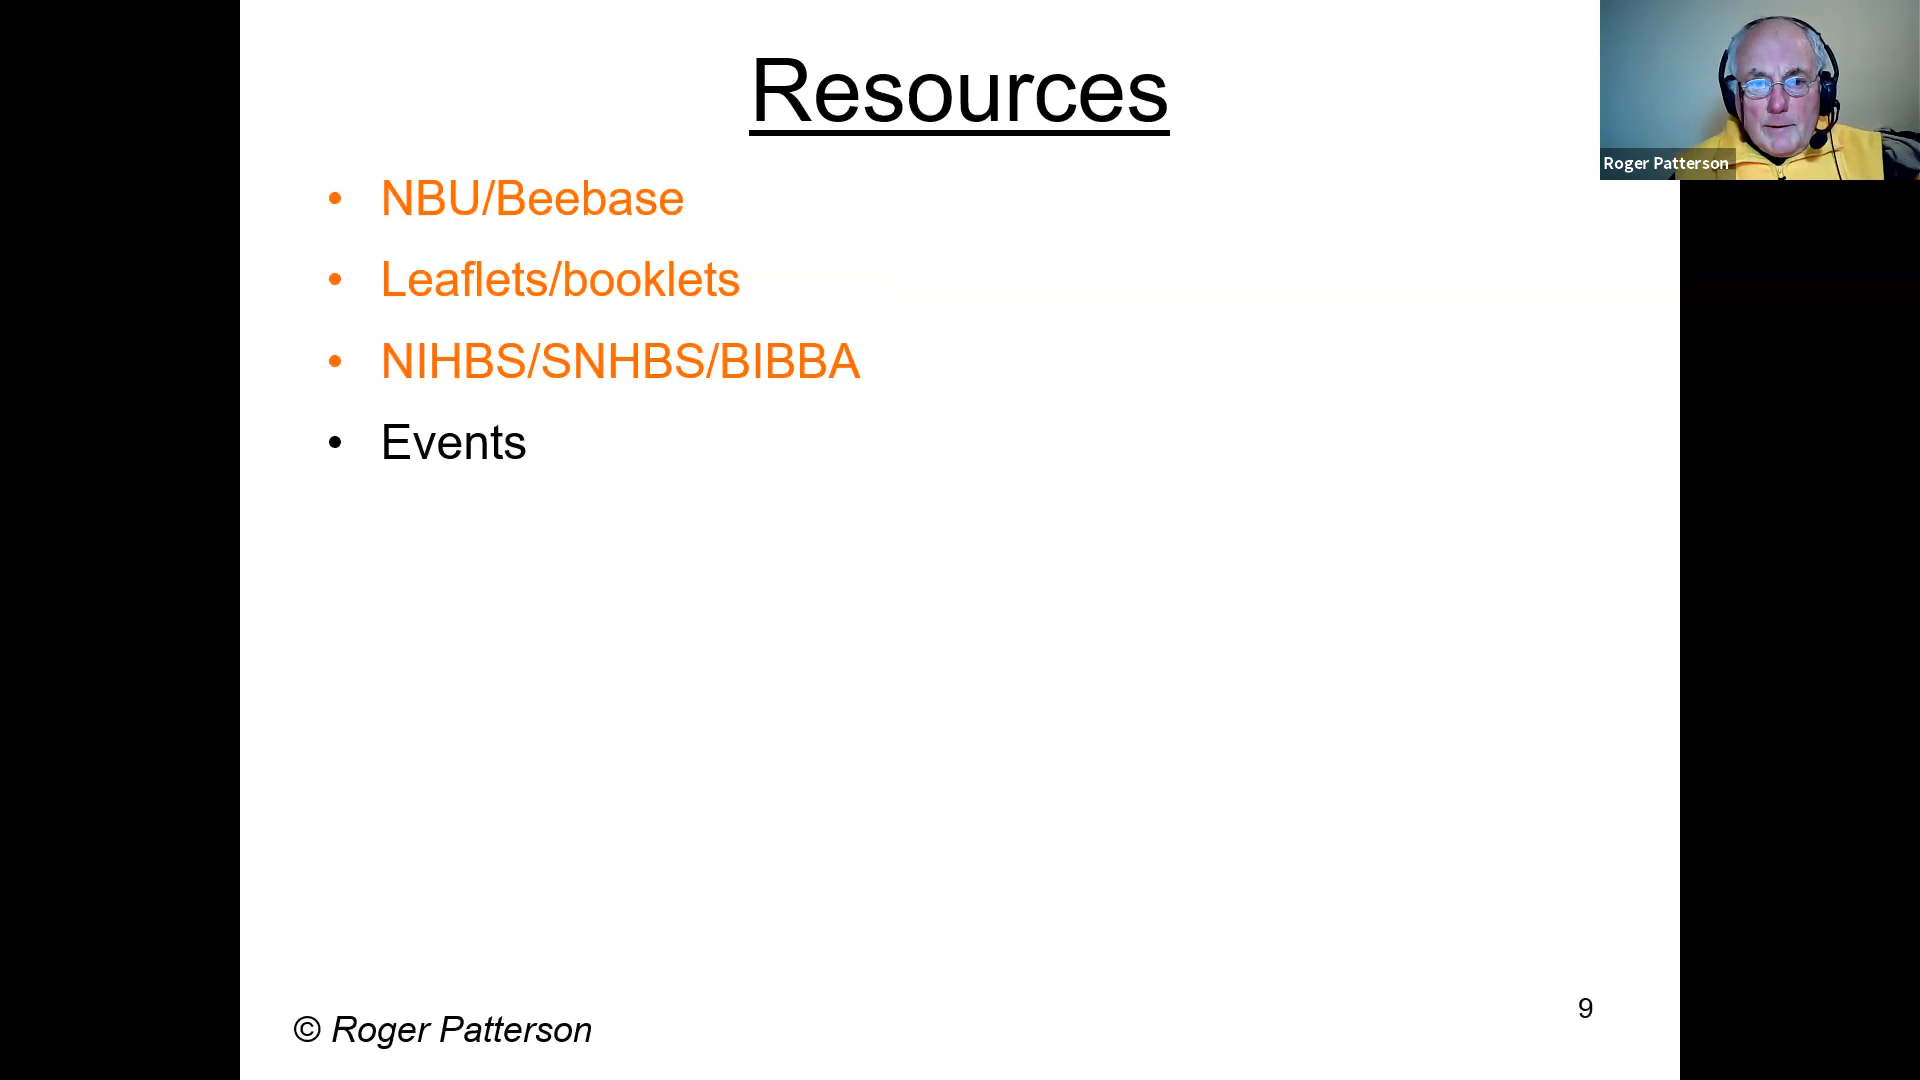 Resources
Roger Patterson
• NBU/Beebase
• Leaflets/booklets
• NIHBS/SNHBS/BIBBA
• Events
9
© Roger Patterson